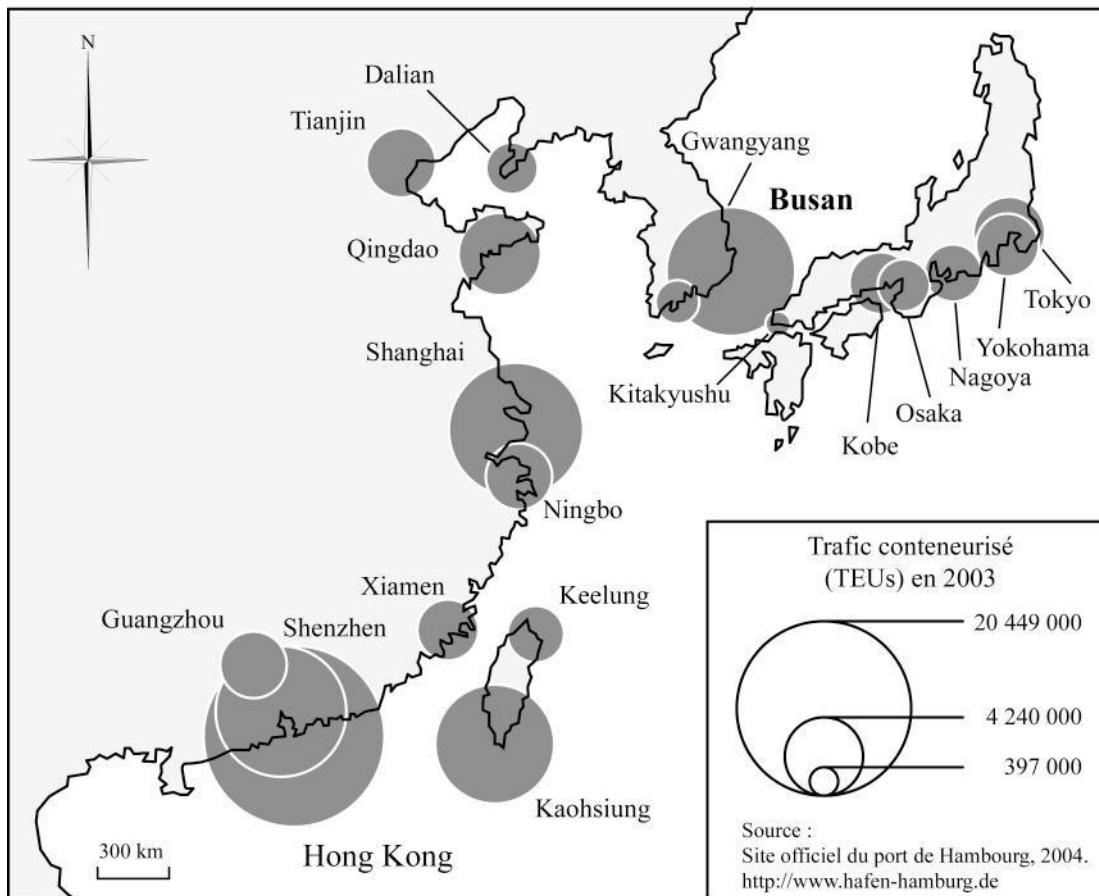 N
Dalian
Tianjin
Gwangyang
Busan
Qingdao
Tokyo
Shanghai
Yokohama
Nagoya
Kitakyushu
Osaka
Kobe
Ningbo
Xiamen
Keelung
Guangzhou
Shenzhen
Kaohsiung
Hong Kong
300 km
Trafic conteneurisé
(TEUs) en 2003
20 449 000
4 240 000
397 000
Source :
Site officiel du port de Hambourg, 2004.
http://www.hafen-hamburg.de